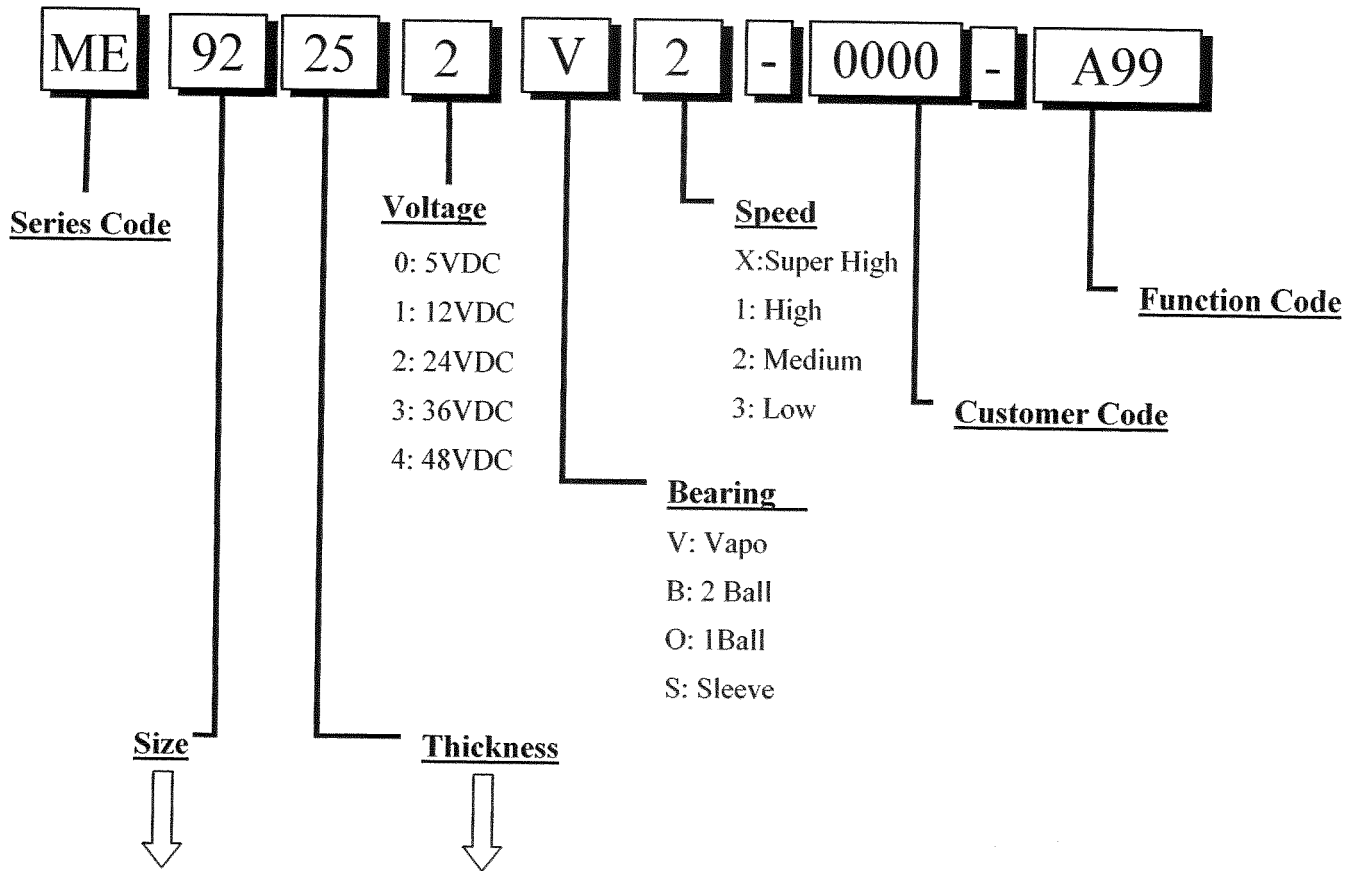 ME 92 25 2 V 2 - 0000 - A99
Series Code
Voltage
0: 5VDC
1: 12VDC
2: 24VDC
3: 36VDC
4: 48VDC
Speed
X:Super High
1: High
2: Medium
3: Low
Function Code
Customer Code
Bearing
V: Vapo
B: 2 Ball
O: 1Ball
S: Sleeve
Size
Thickness